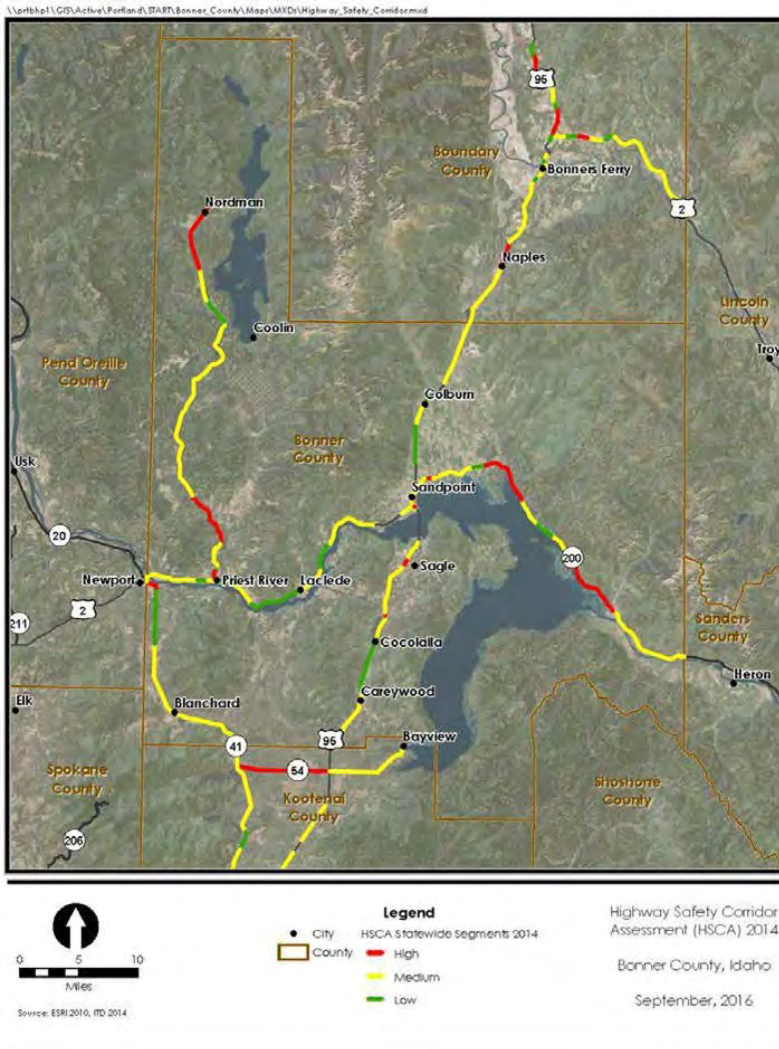 \\prtbhp1\GIS\Active\Portland\START\Bonner_County\Maps\MXDs\Highway_Safety_Corridor.mxd
95
Boundary
County
Bonners Ferry
2
Nordman
Naples
Lincoln
County
Coolin
Troy
Pend Oreille
County
Colburn
Bonner
County
Usk
Sandpoint
20
200
Newport
Priest River
Laclede
Sagle
2
211
Sanders
County
Cocolalla
Heron
Elk
Careywood
Blanchard
41
95
Bayview
54
Spokane
County
Kootenai
County
Shoshone
County
206
Legend
City
County
HSCA Statewide Segments 2014
High
Medium
Low
0 5 10
Miles
Source: ESRI 2010, ITD 2014
Highway Safety Corridor
Assessment (HSCA) 2014
Bonner County, Idaho
September, 2016